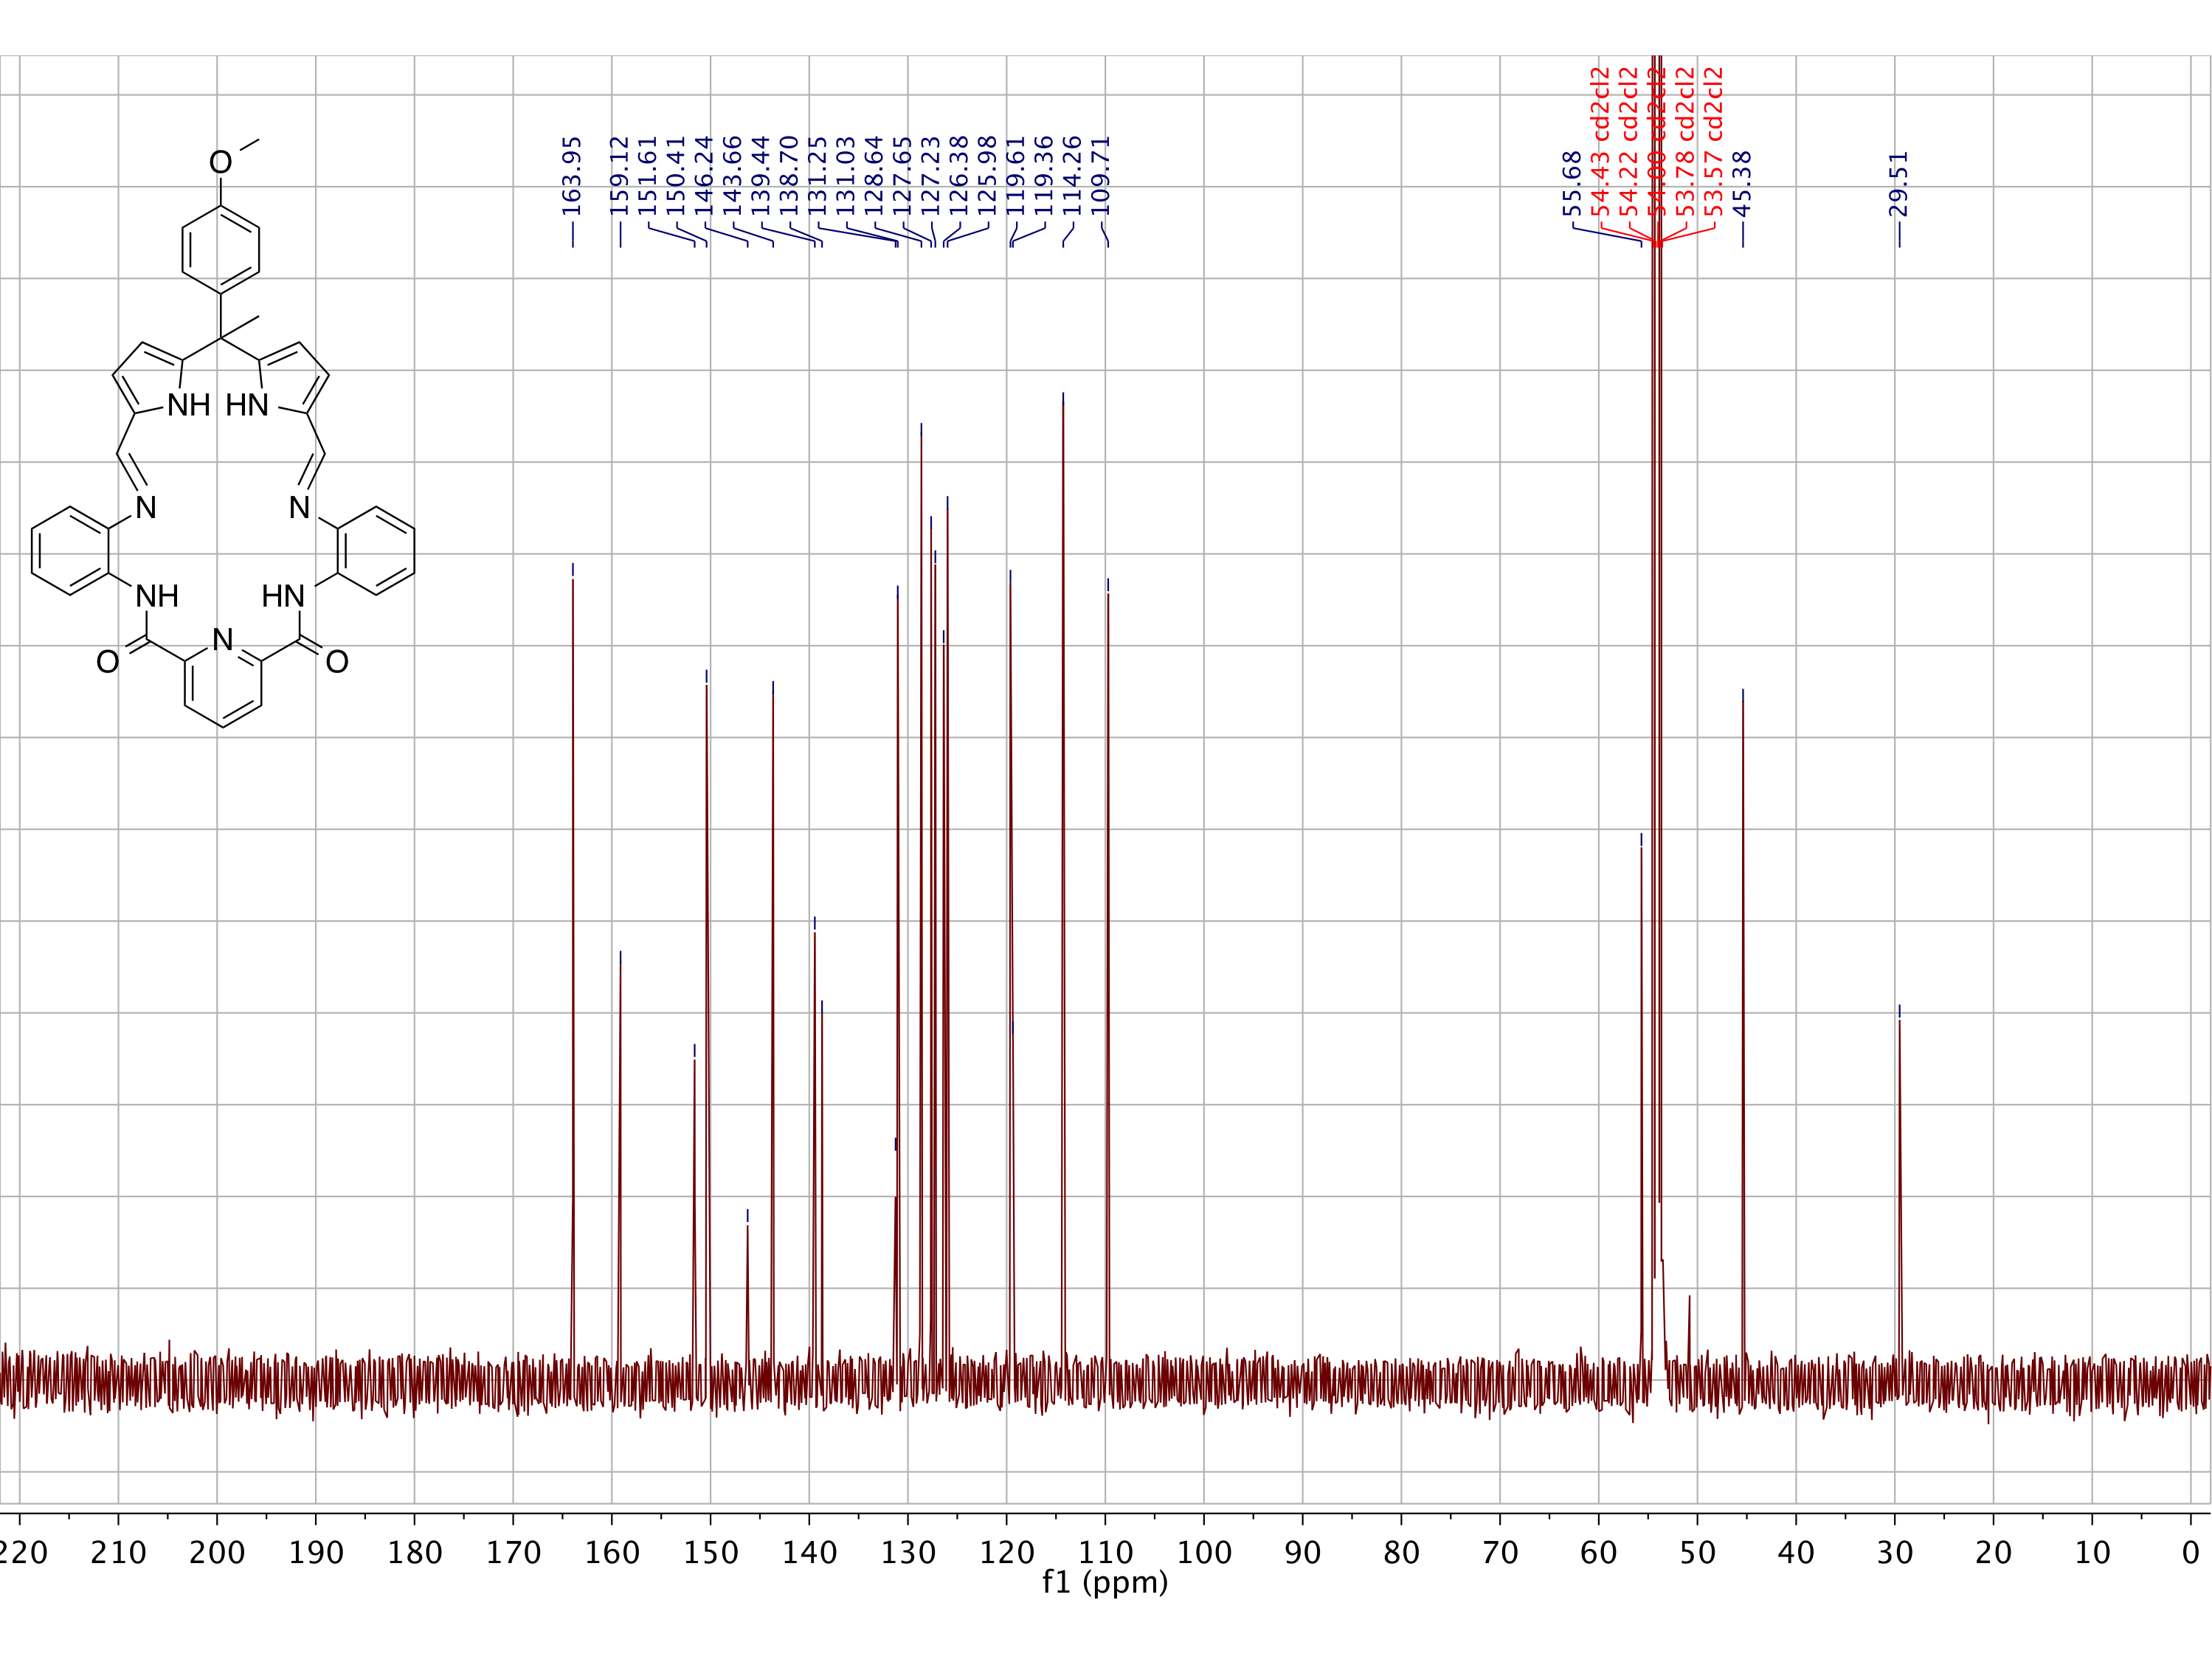 163.95
159.12
151.61
150.41
146.24
143.66
139.44
138.70
131.25
131.03
128.64
127.65
127.23
126.38
125.98
119.61
119.36
114.26
109.71
55.68
54.43 cd2cl2
54.22 cd2cl2
54.00 cd2cl2
53.78 cd2cl2
53.57 cd2cl2
45.38
29.51
O
NH HN
N N
NH HN
O N O
220 210 200 190 180 170 160 150 140 130 120 110 100 90 80 70 60 50 40 30 20 10 0
f1 (ppm)